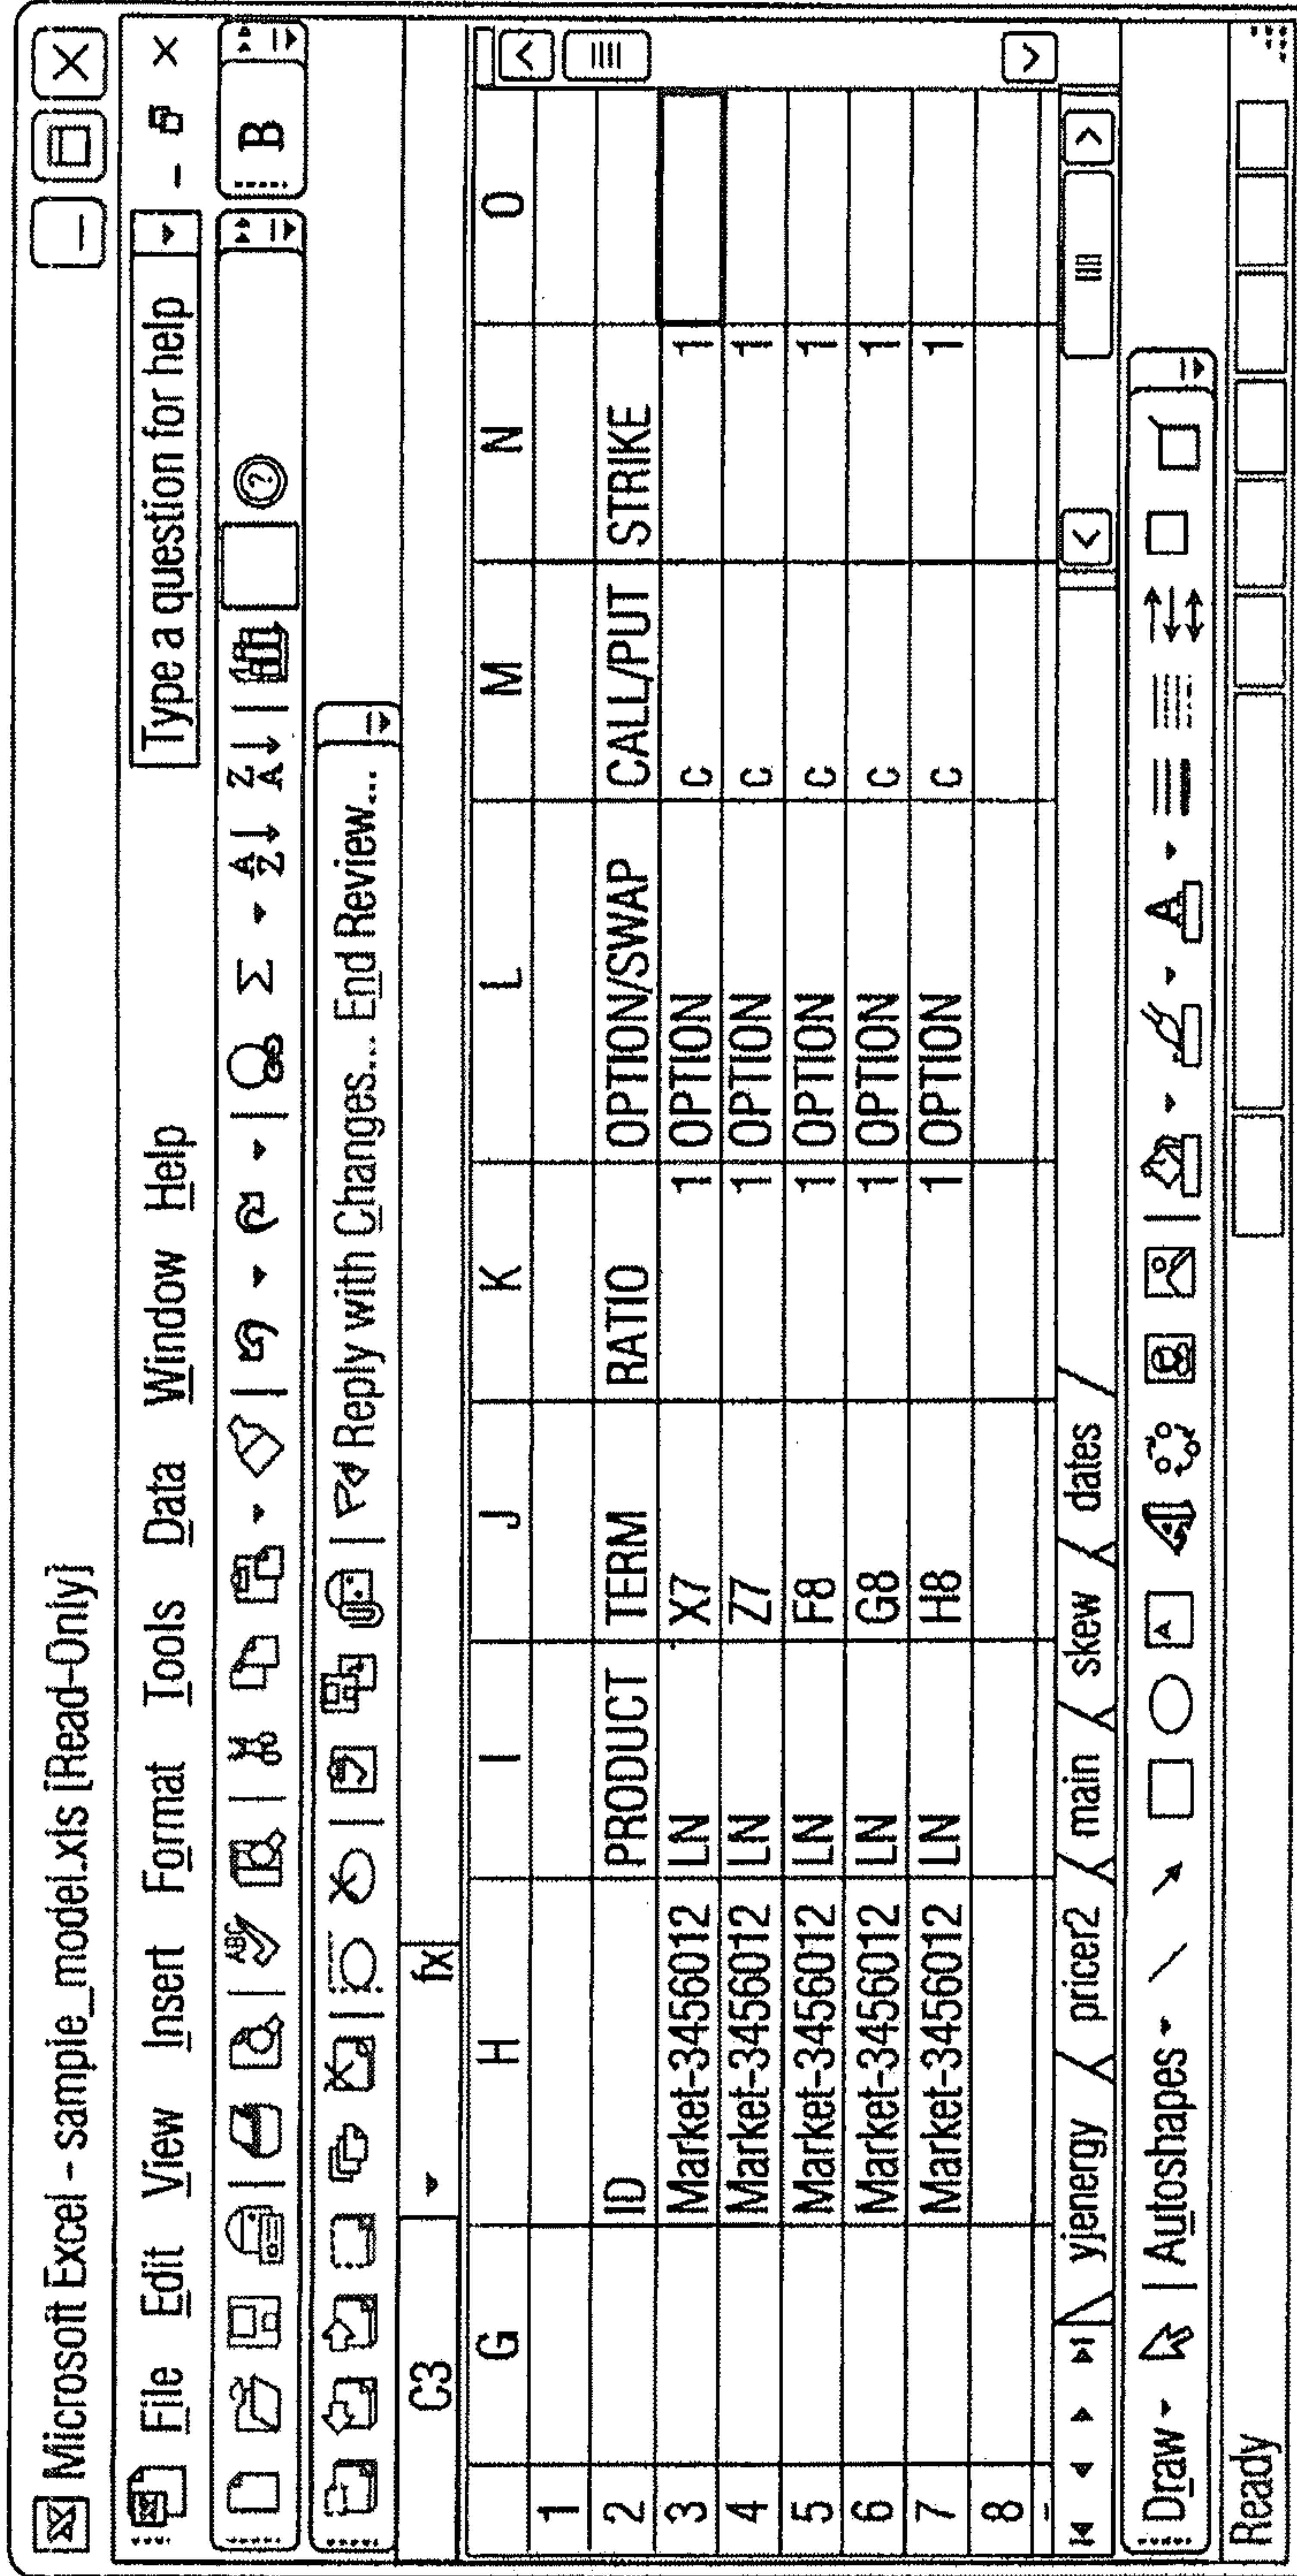 Microsoft Excel - sample_model.xls [Read-Only]
File Edit View Insert Format Tools Data Window Help Type a question for help
ABC Σ A Z Z A ? B
Reply with Changes... End Review...
C3 fx
G H I J K L M N O
1
2 ID PRODUCT TERM RATIO OPTION/SWAP CALL/PUT STRIKE
3 Market-3456012 LN X7 1 OPTION C 1
4 Market-3456012 LN Z7 1 OPTION C 1
5 Market-3456012 LN F8 1 OPTION C 1
6 Market-3456012 LN G8 1 OPTION C 1
7 Market-3456012 LN H8 1 OPTION C 1
8
yjenergy pricer2 main skew dates
Draw Autoshapes A A
Ready